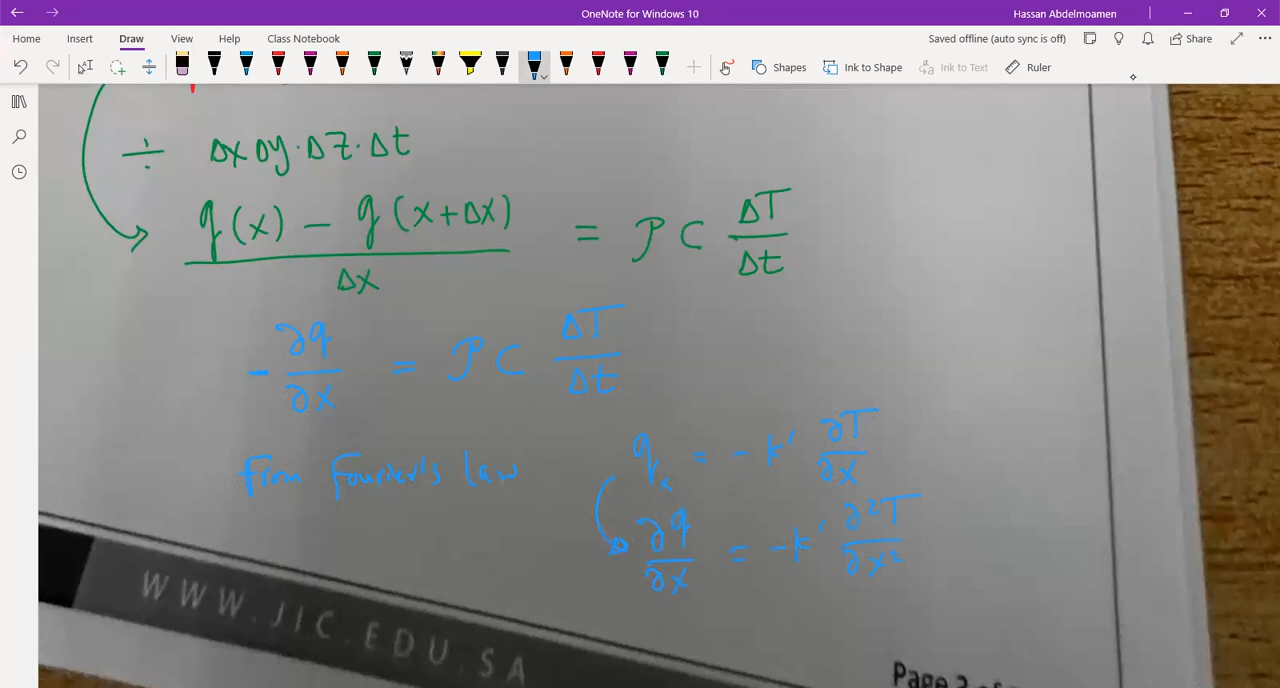 OneNote for Windows 10
Hassan Abdelmoamen
Home Insert Draw View Help Class Notebook
Saved offline (auto sync is off) Share
Shapes Ink to Shape Ink to Text Ruler
÷ Δx Δy · Δz · Δt
q(x) − q(x+Δx) / Δx = ρ C ΔT / Δt
− ∂q / ∂x = ρ C ΔT / Δt
From Fourier's law q_x = − k' ∂T / ∂x
∂q / ∂x = − k' ∂²T / ∂x²
WWW.JIC.EDU.SA
Page